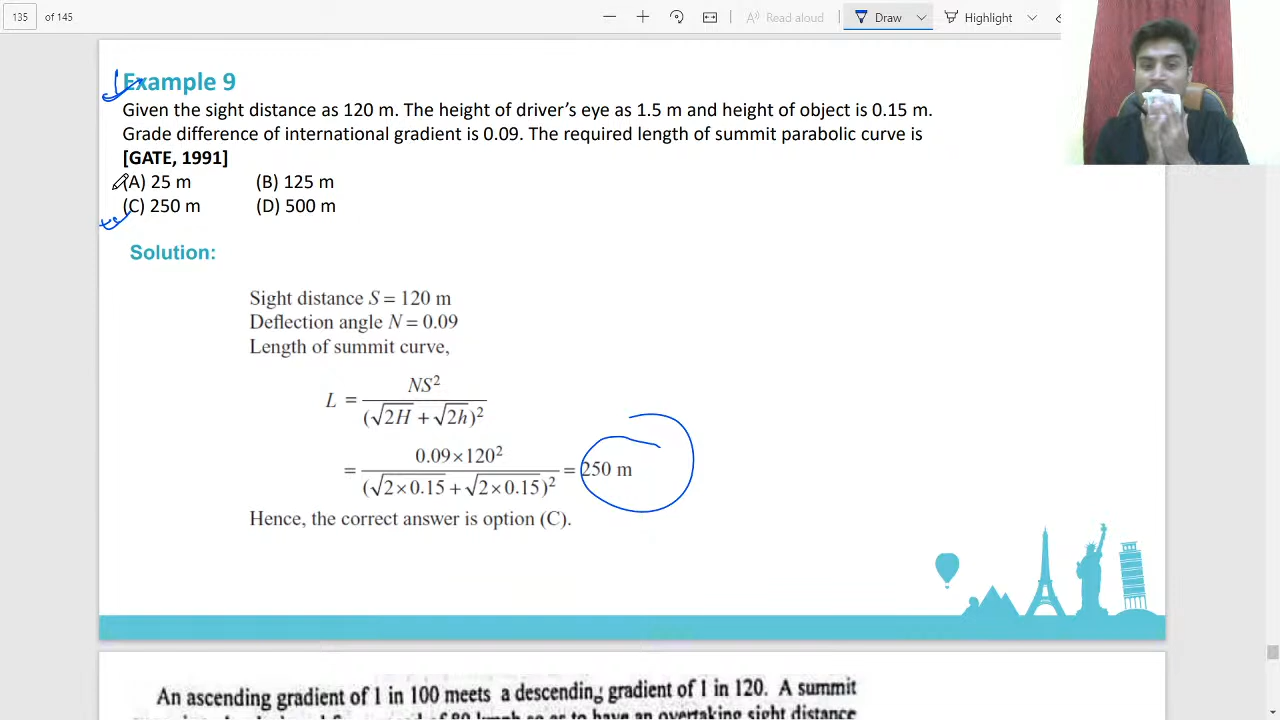 135 of 145
Read aloud
Draw
Highlight
Example 9
Given the sight distance as 120 m. The height of driver's eye as 1.5 m and height of object is 0.15 m.
Grade difference of international gradient is 0.09. The required length of summit parabolic curve is
[GATE, 1991]
(A) 25 m (B) 125 m
(C) 250 m (D) 500 m
Solution:
Sight distance S = 120 m
Deflection angle N = 0.09
Length of summit curve,
L = NS² / (√2H + √2h)²
= 0.09×120² / (√2×0.15 + √2×0.15)² = 250 m
Hence, the correct answer is option (C).
An ascending gradient of 1 in 100 meets a descending gradient of 1 in 120. A summit